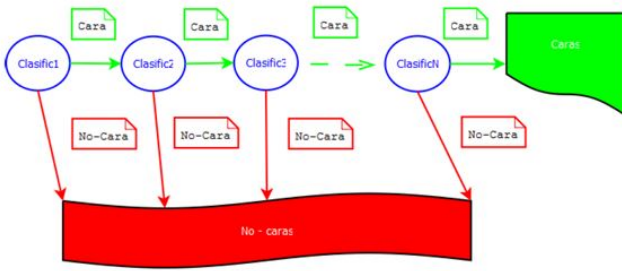 Cara
Cara
Cara
Cara
Caras
Clasific1
Clasific2
Clasific3
ClasificN
No-Cara
No-Cara
No-Cara
No-Cara
No - caras